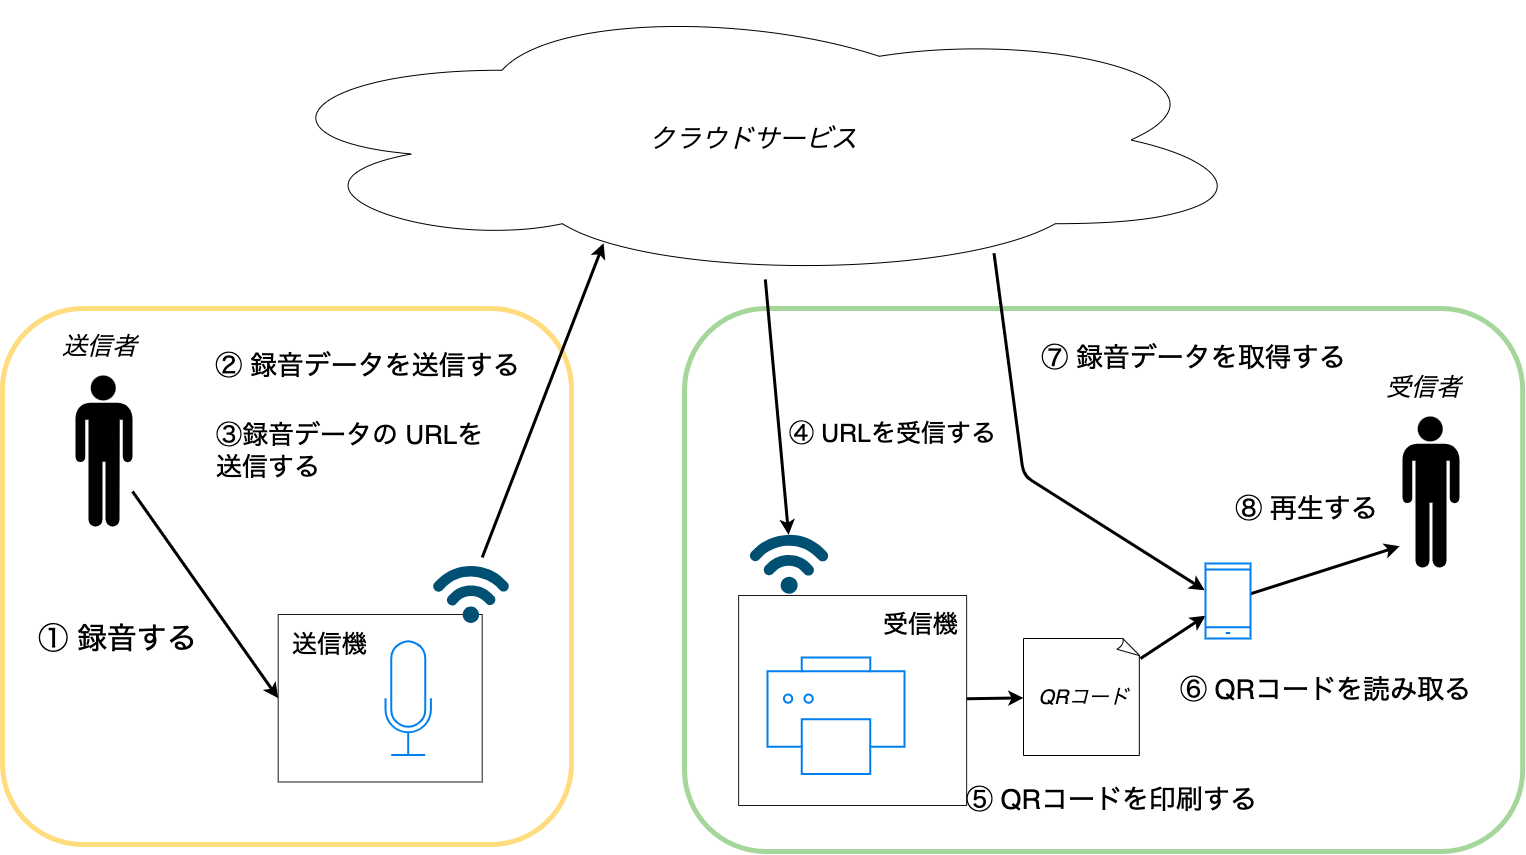 クラウドサービス
送信者
② 録音データを送信する
③録音データの URLを
送信する
① 録音する
送信機
④ URLを受信する
⑦ 録音データを取得する
受信者
⑧ 再生する
受信機
QRコード
⑥ QRコードを読み取る
⑤ QRコードを印刷する